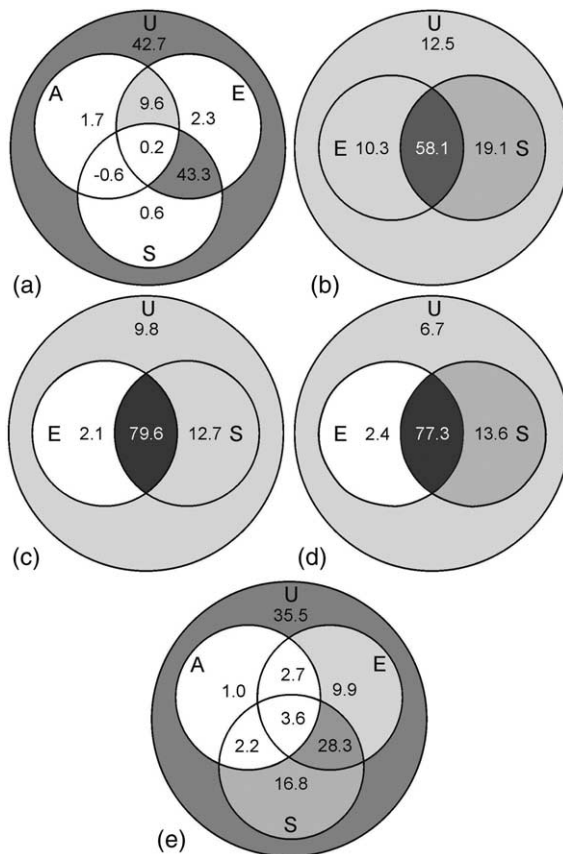 U
42.7
A
E
9.6
1.7
2.3
0.2
-0.6
43.3
0.6
S
(a)
U
12.5
E 10.3 58.1 19.1 S
(b)
U
9.8
E 2.1 79.6 12.7 S
(c)
U
6.7
E 2.4 77.3 13.6 S
(d)
U
35.5
A
E
2.7
1.0
9.9
3.6
2.2
28.3
16.8
S
(e)